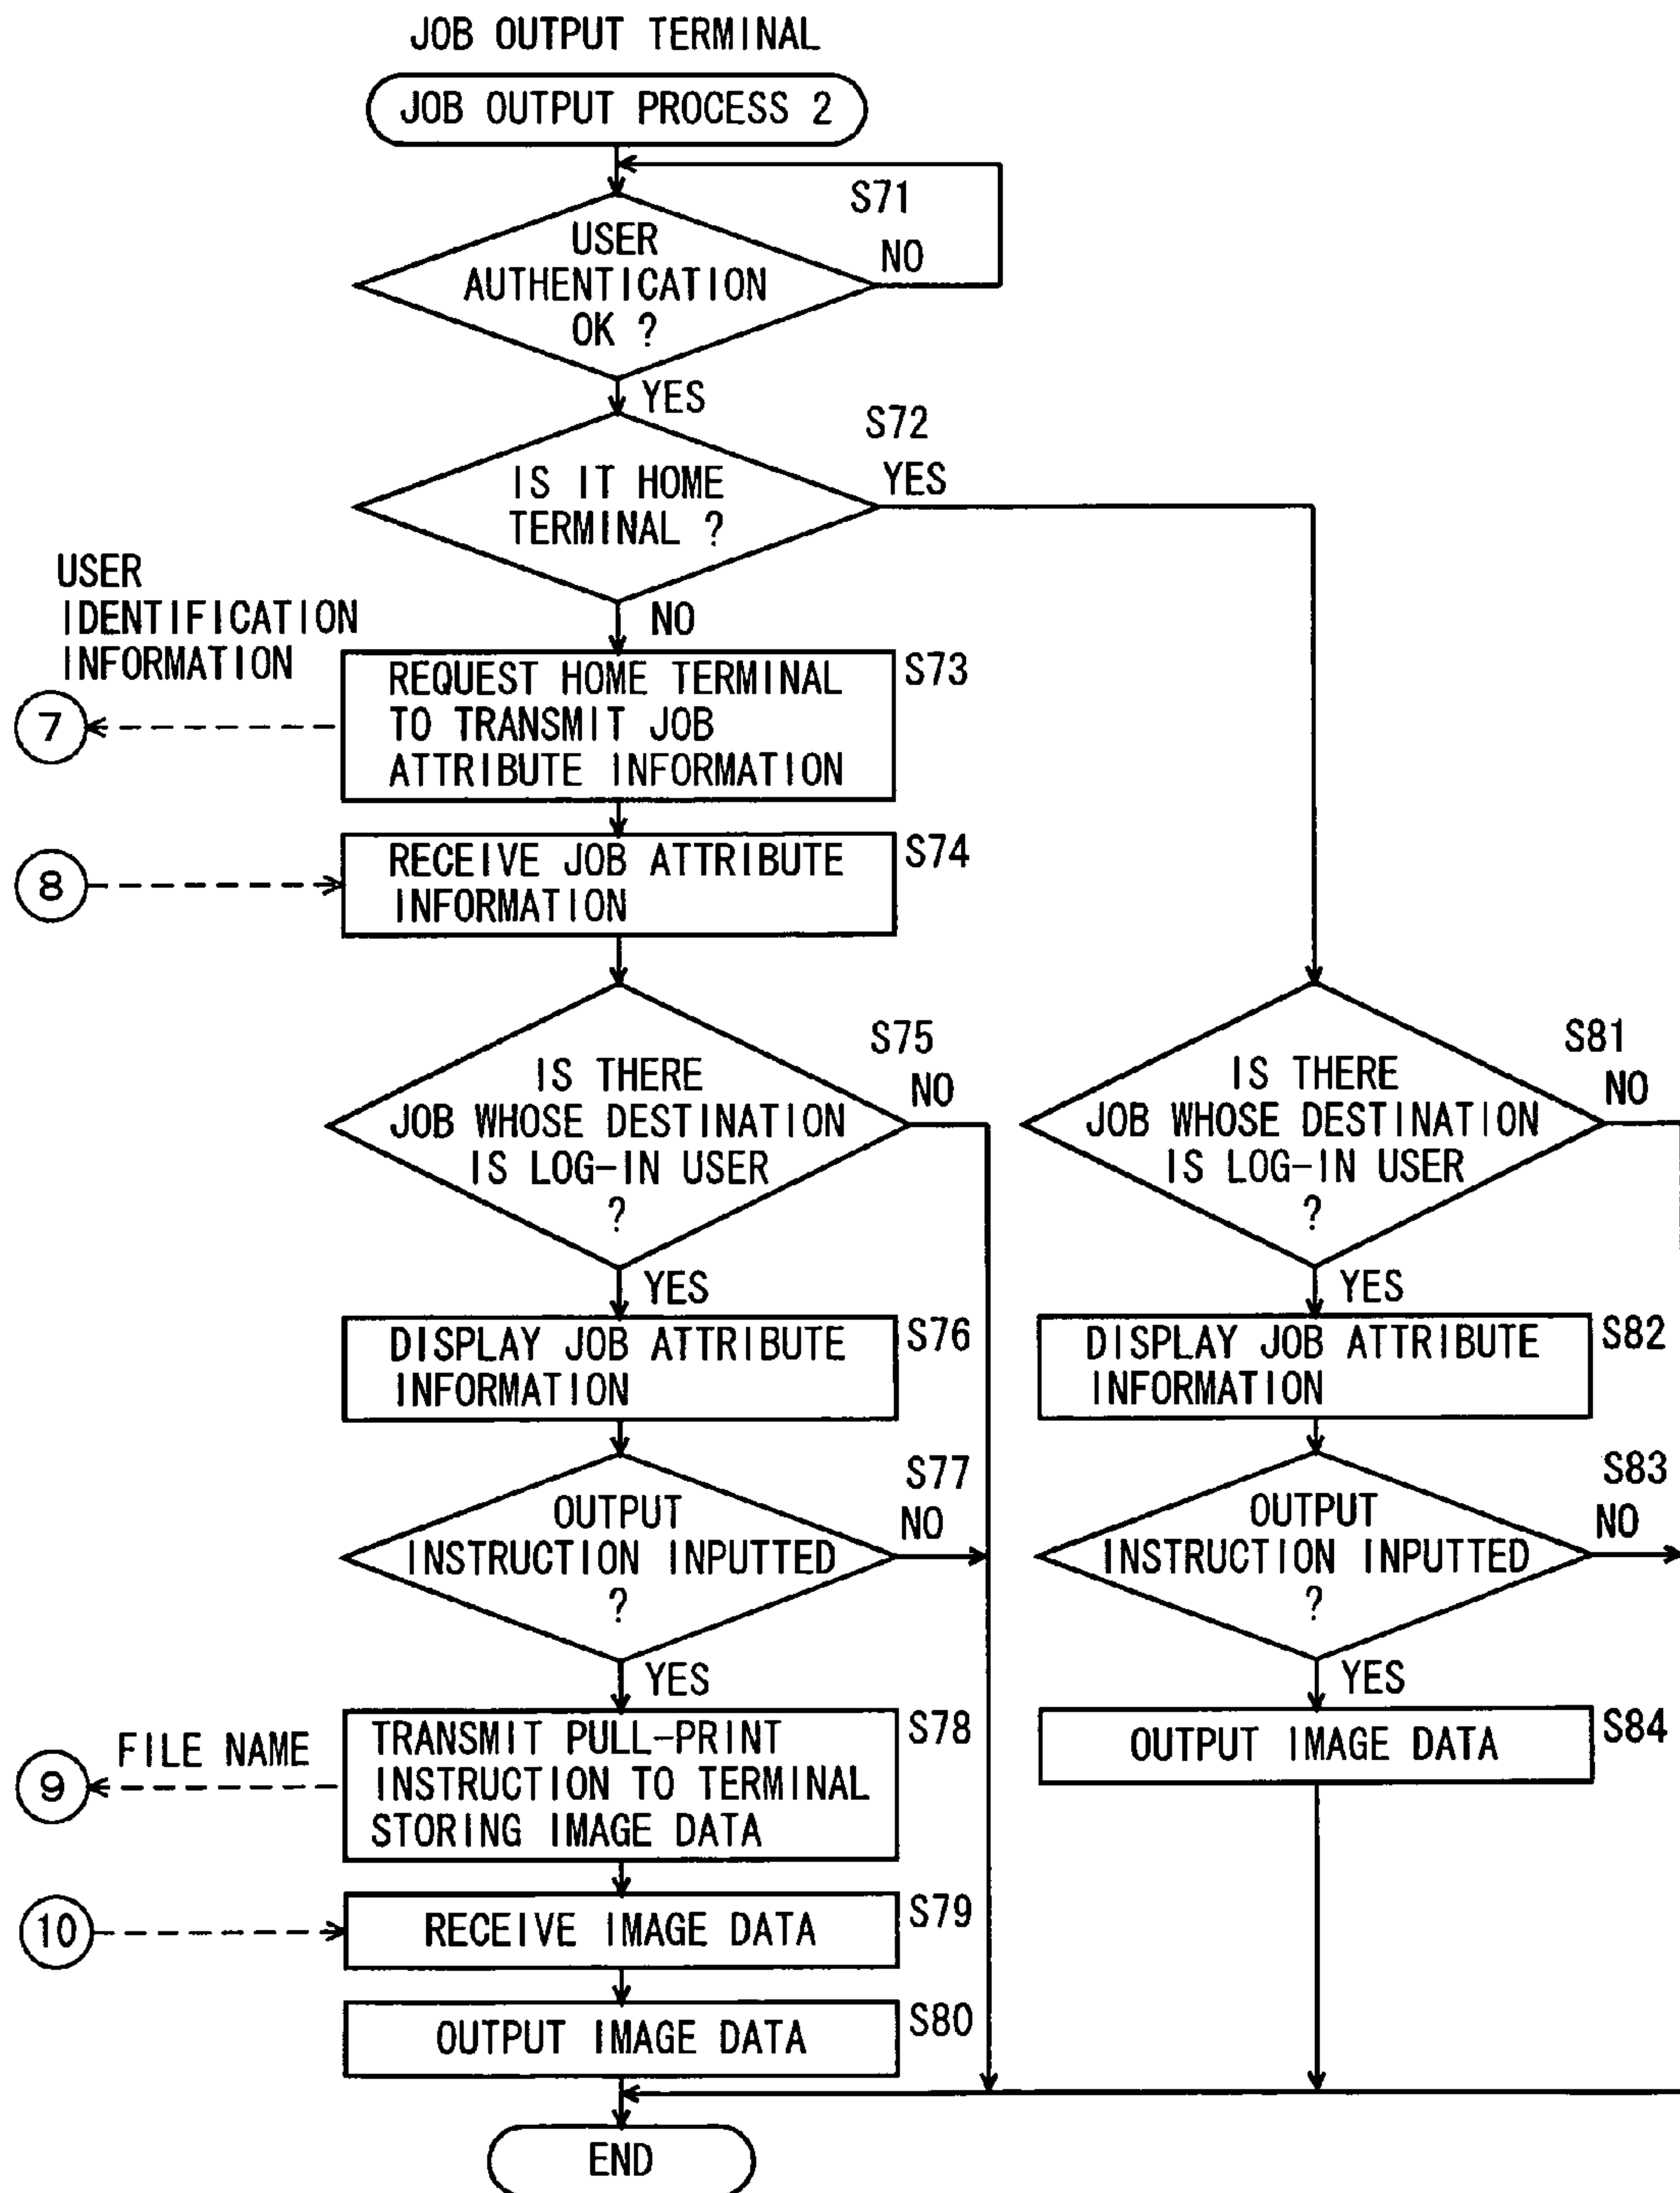 JOB OUTPUT TERMINAL
JOB OUTPUT PROCESS 2
S71
USER
AUTHENTICATION
OK ?
NO
YES
S72
IS IT HOME
TERMINAL ?
YES
NO
USER
IDENTIFICATION
INFORMATION
7
REQUEST HOME TERMINAL
TO TRANSMIT JOB
ATTRIBUTE INFORMATION
S73
8
RECEIVE JOB ATTRIBUTE
INFORMATION
S74
S75
IS THERE
JOB WHOSE DESTINATION
IS LOG-IN USER
?
NO
YES
S81
IS THERE
JOB WHOSE DESTINATION
IS LOG-IN USER
?
NO
YES
DISPLAY JOB ATTRIBUTE
INFORMATION
S76
DISPLAY JOB ATTRIBUTE
INFORMATION
S82
S77
OUTPUT
INSTRUCTION INPUTTED
?
NO
YES
S83
OUTPUT
INSTRUCTION INPUTTED
?
NO
YES
9
FILE NAME
TRANSMIT PULL-PRINT
INSTRUCTION TO TERMINAL
STORING IMAGE DATA
S78
OUTPUT IMAGE DATA
S84
10
RECEIVE IMAGE DATA
S79
OUTPUT IMAGE DATA
S80
END